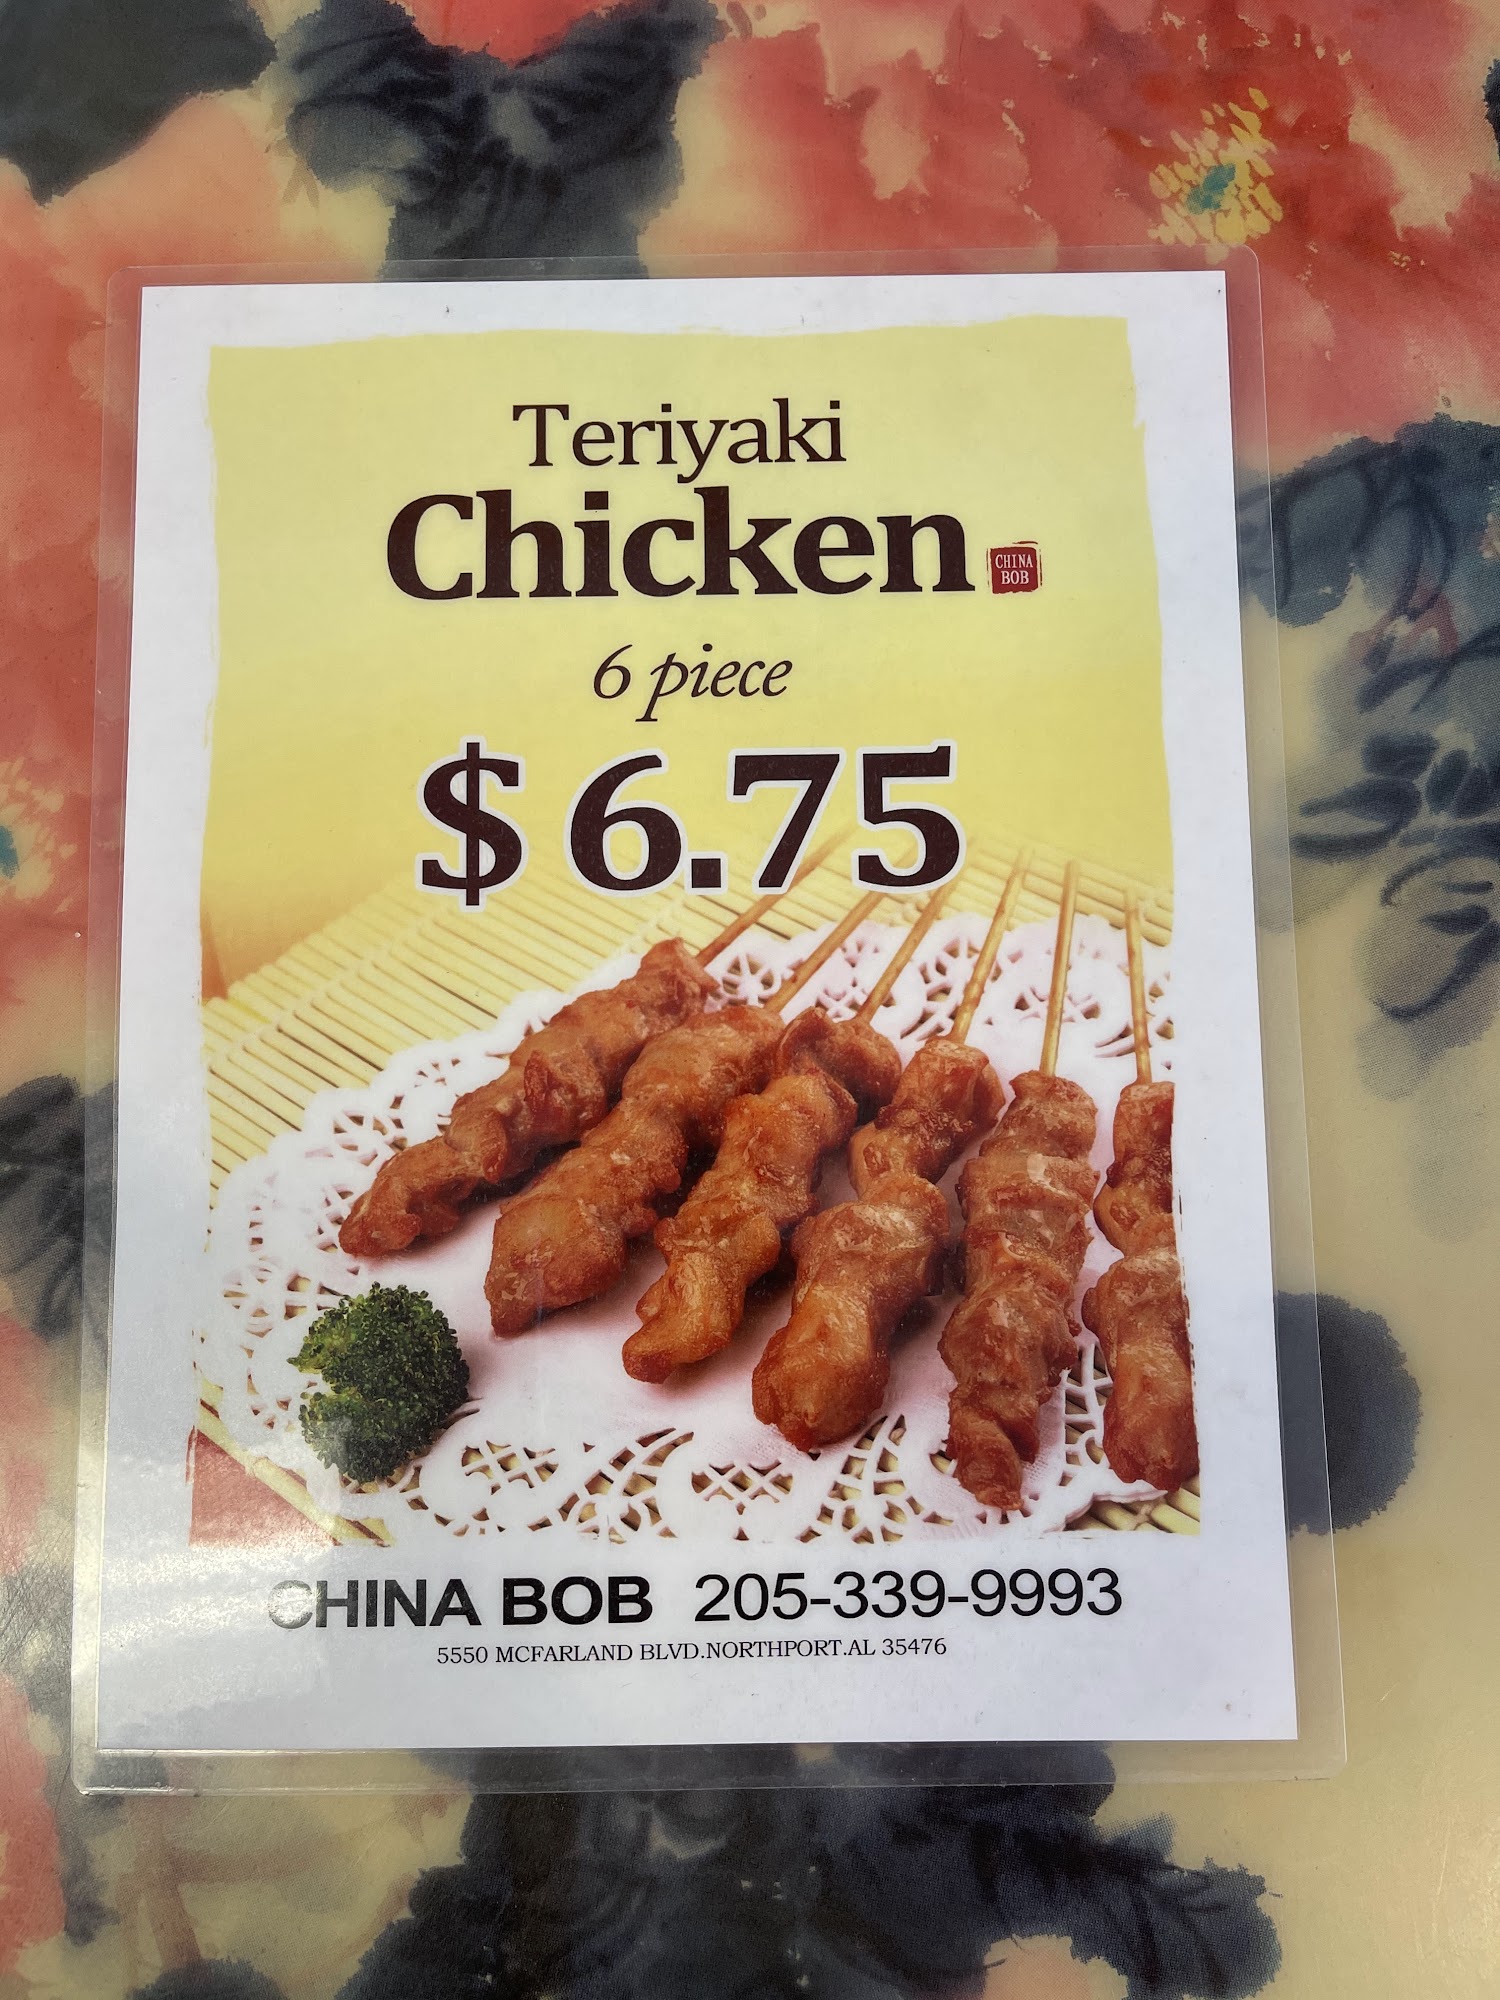 Teriyaki
Chicken
CHINA
BOB
6 piece
$6.75
CHINA BOB 205-339-9993
5550 MCFARLAND BLVD.NORTHPORT.AL 35476